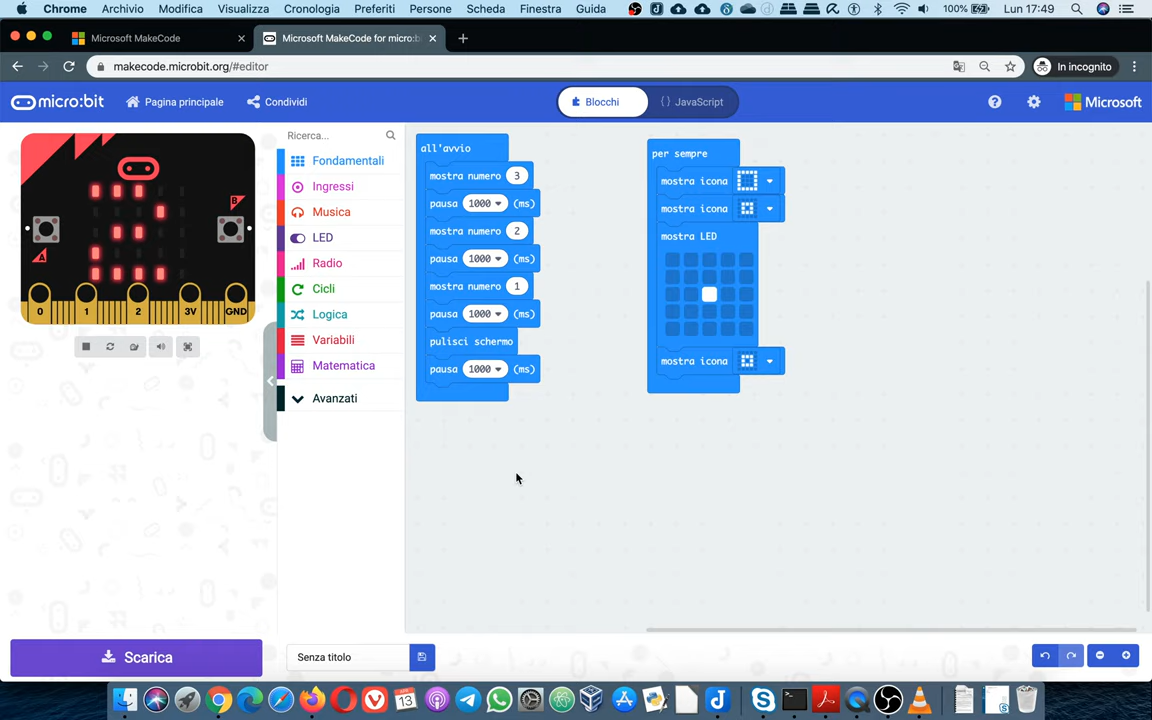 Chrome Archivio Modifica Visualizza Cronologia Preferiti Persone Scheda Finestra Guida 100% Lun 17:49
Microsoft MakeCode
Microsoft MakeCode for micro:b
makecode.microbit.org/#editor
In incognito
micro:bit Pagina principale Condividi Blocchi { } JavaScript Microsoft
Ricerca...
Fondamentali
Ingressi
Musica
LED
Radio
Cicli
Logica
Variabili
Matematica
Avanzati
A
B
0 1 2 3V GND
all'avvio
mostra numero 3
pausa 1000 (ms)
mostra numero 2
pausa 1000 (ms)
mostra numero 1
pausa 1000 (ms)
pulisci schermo
pausa 1000 (ms)
per sempre
mostra icona
mostra icona
mostra LED
mostra icona
Scarica
Senza titolo
13